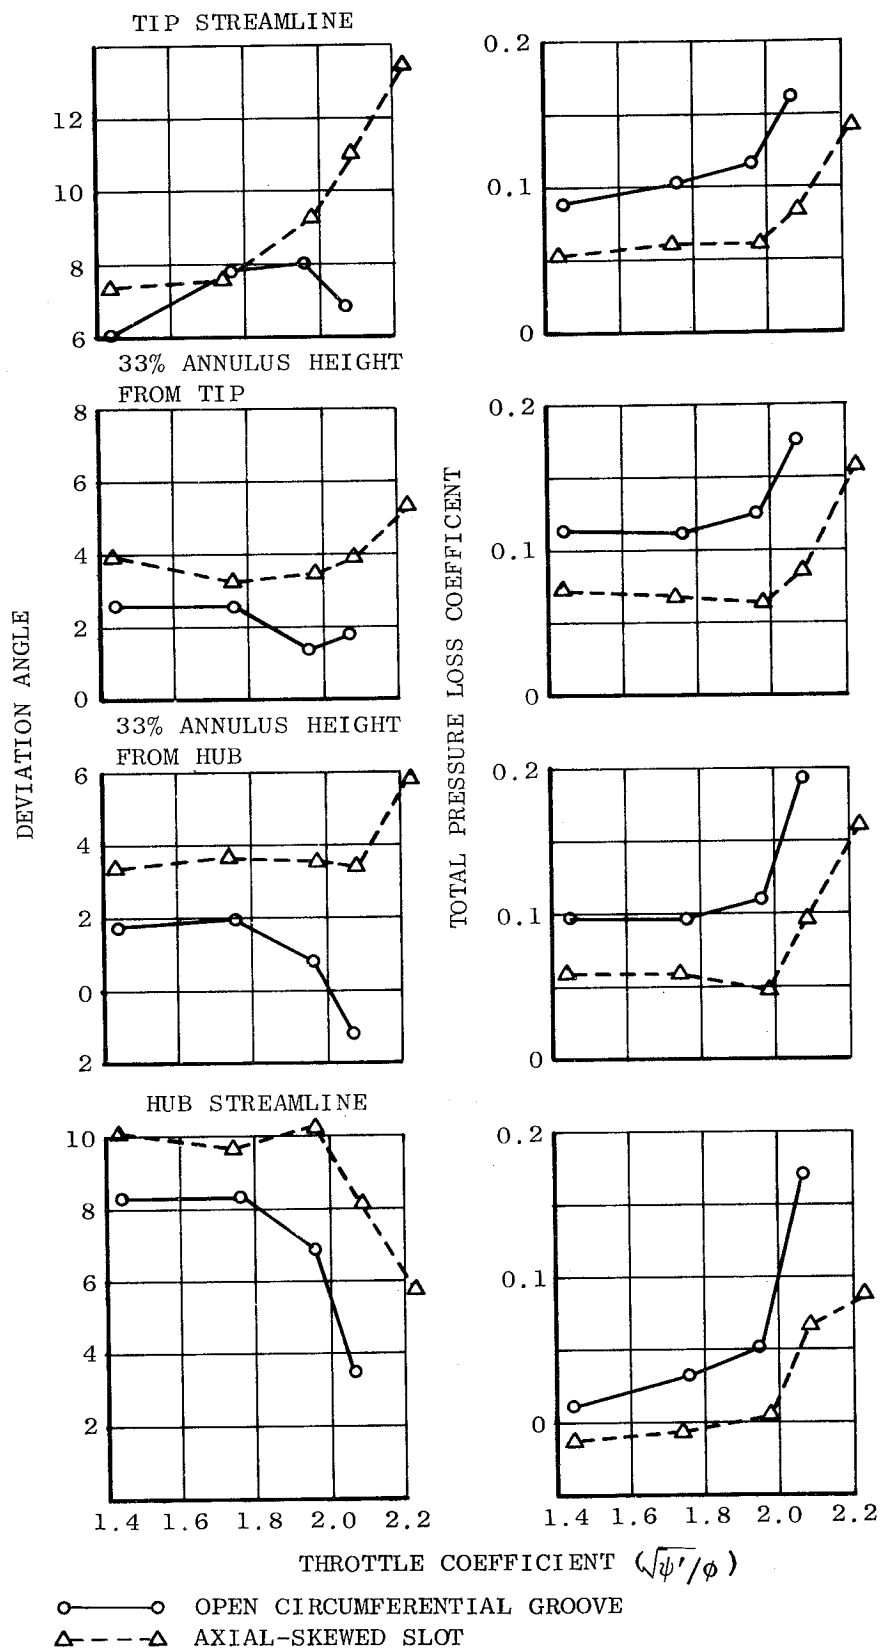 TIP STREAMLINE
12
10
8
6
0.2
0.1
0
33% ANNULUS HEIGHT
FROM TIP
8
6
4
2
0
0.2
0.1
0
33% ANNULUS HEIGHT
FROM HUB
6
4
2
0
2
0.2
0.1
0
HUB STREAMLINE
10
8
6
4
2
0.2
0.1
0
DEVIATION ANGLE
TOTAL PRESSURE LOSS COEFFICIENT
1.4 1.6 1.8 2.0 2.2
1.4 1.6 1.8 2.0 2.2
THROTTLE COEFFICIENT (√ψ'/φ)
OPEN CIRCUMFERENTIAL GROOVE
AXIAL-SKEWED SLOT